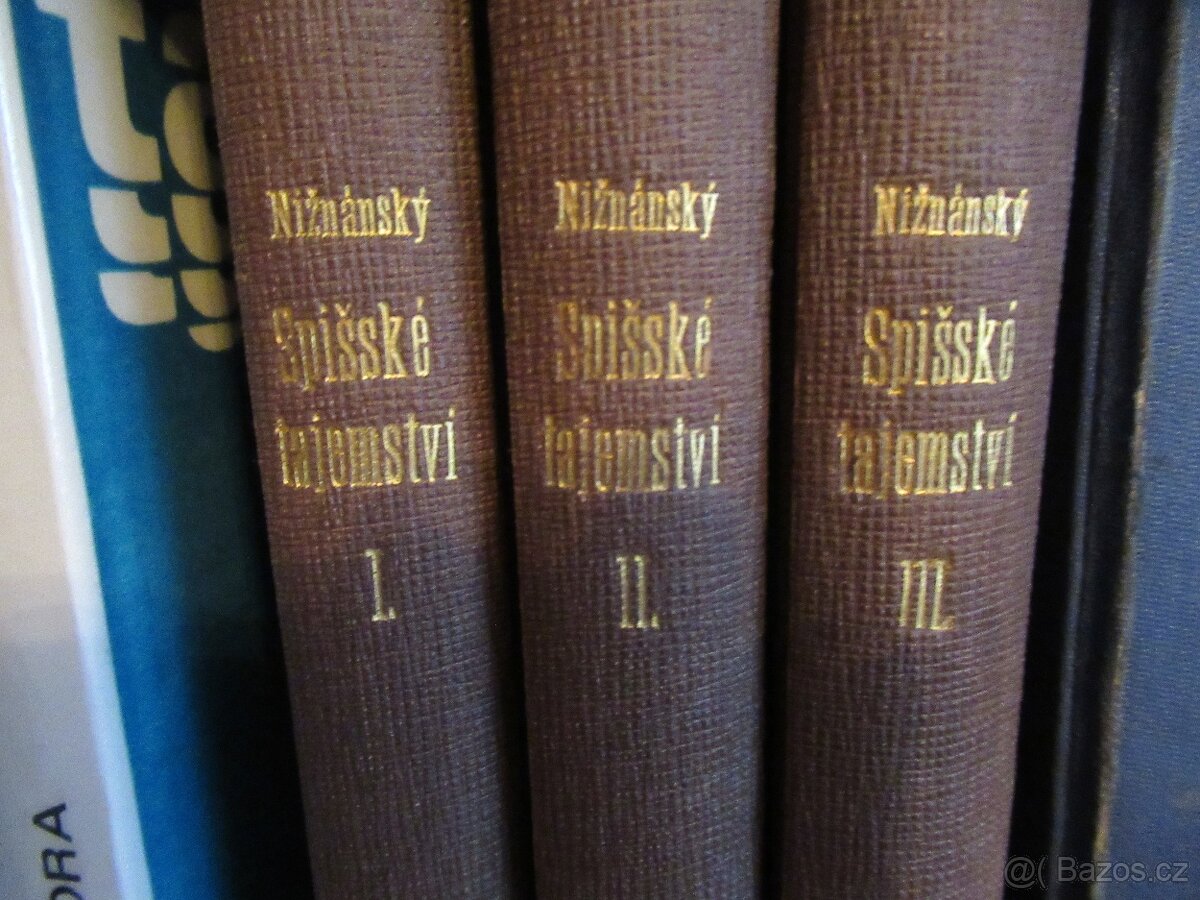 Nižnánský
Spišské
tajemství
I.
Nižnánský
Spišské
tajemství
II.
Nižnánský
Spišské
tajemství
III.
ORA
@( Bazos.cz